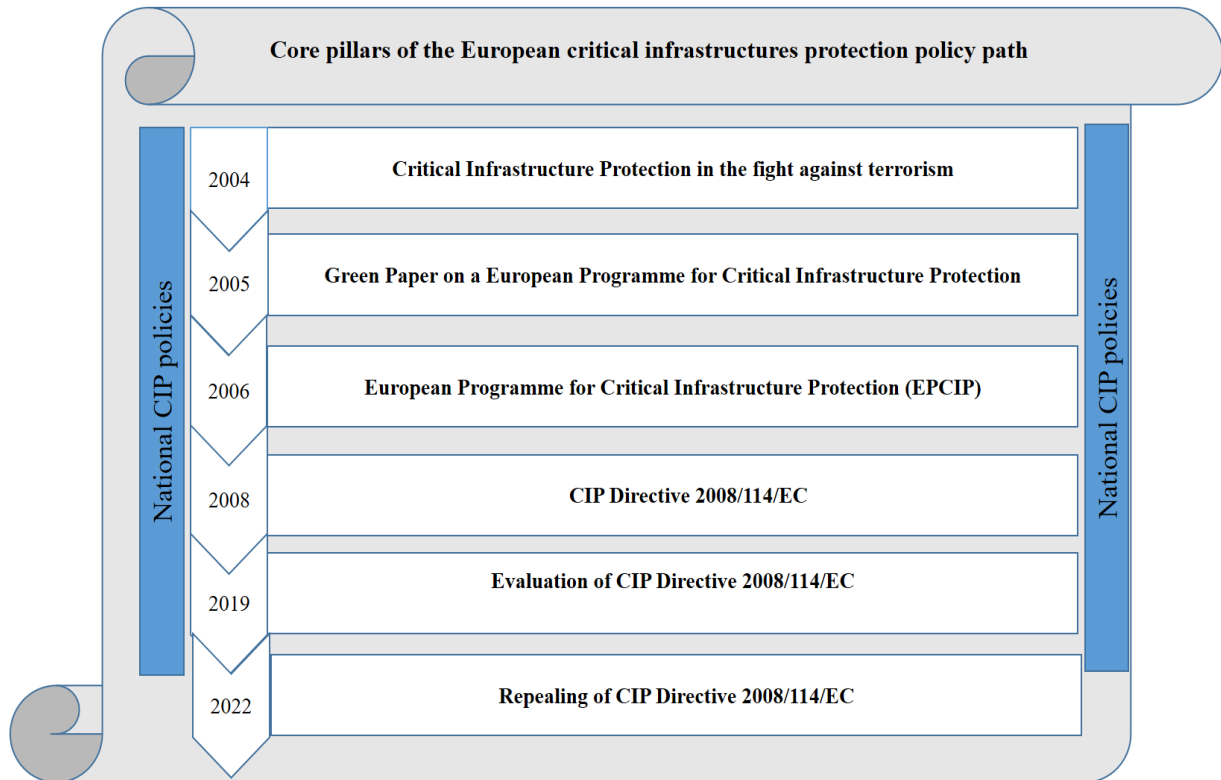 Core pillars of the European critical infrastructures protection policy path
National CIP policies
2004
Critical Infrastructure Protection in the fight against terrorism
2005
Green Paper on a European Programme for Critical Infrastructure Protection
2006
European Programme for Critical Infrastructure Protection (EPCIP)
2008
CIP Directive 2008/114/EC
2019
Evaluation of CIP Directive 2008/114/EC
2022
Repealing of CIP Directive 2008/114/EC
National CIP policies